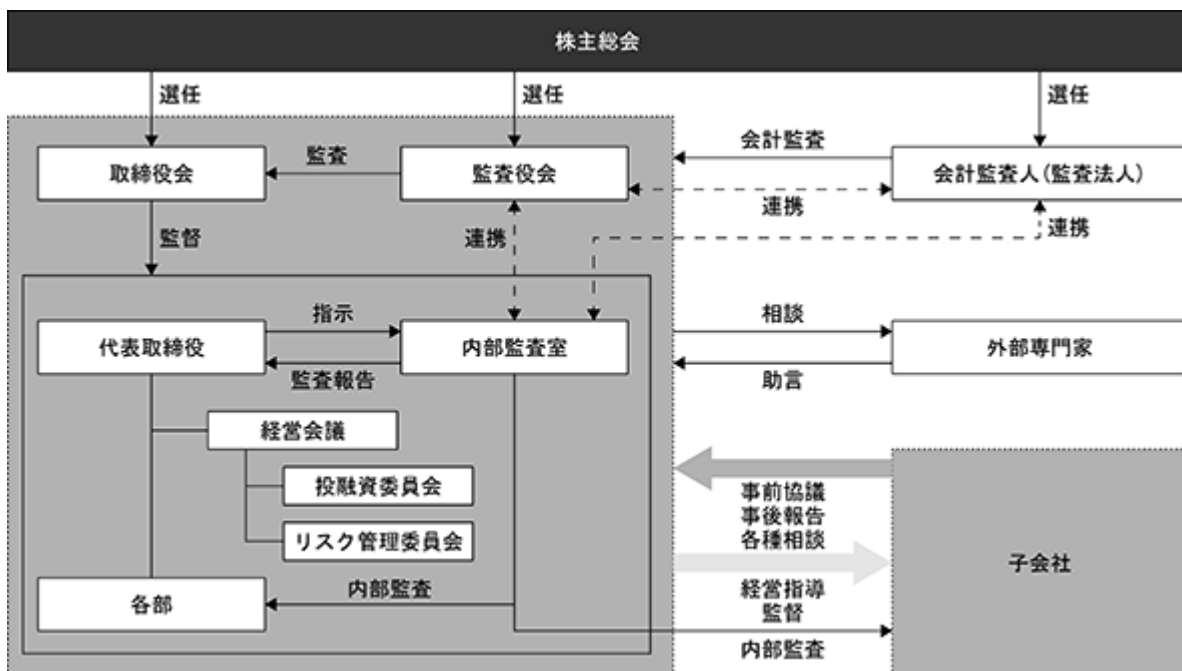 株主総会
選任
選任
選任
取締役会
監査
監査役会
会計監査
会計監査人(監査法人)
連携
監督
連携
連携
代表取締役
指示
監査報告
内部監査室
相談
助言
外部専門家
経営会議
投融資委員会
リスク管理委員会
事前協議
事後報告
各種相談
子会社
各部
内部監査
経営指導
監督
内部監査